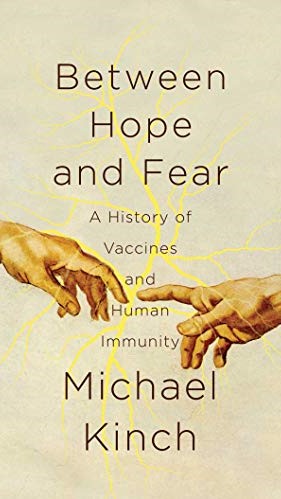 Between
Hope
and Fear
A History of
Vaccines
and
Human
Immunity
Michael
Kinch